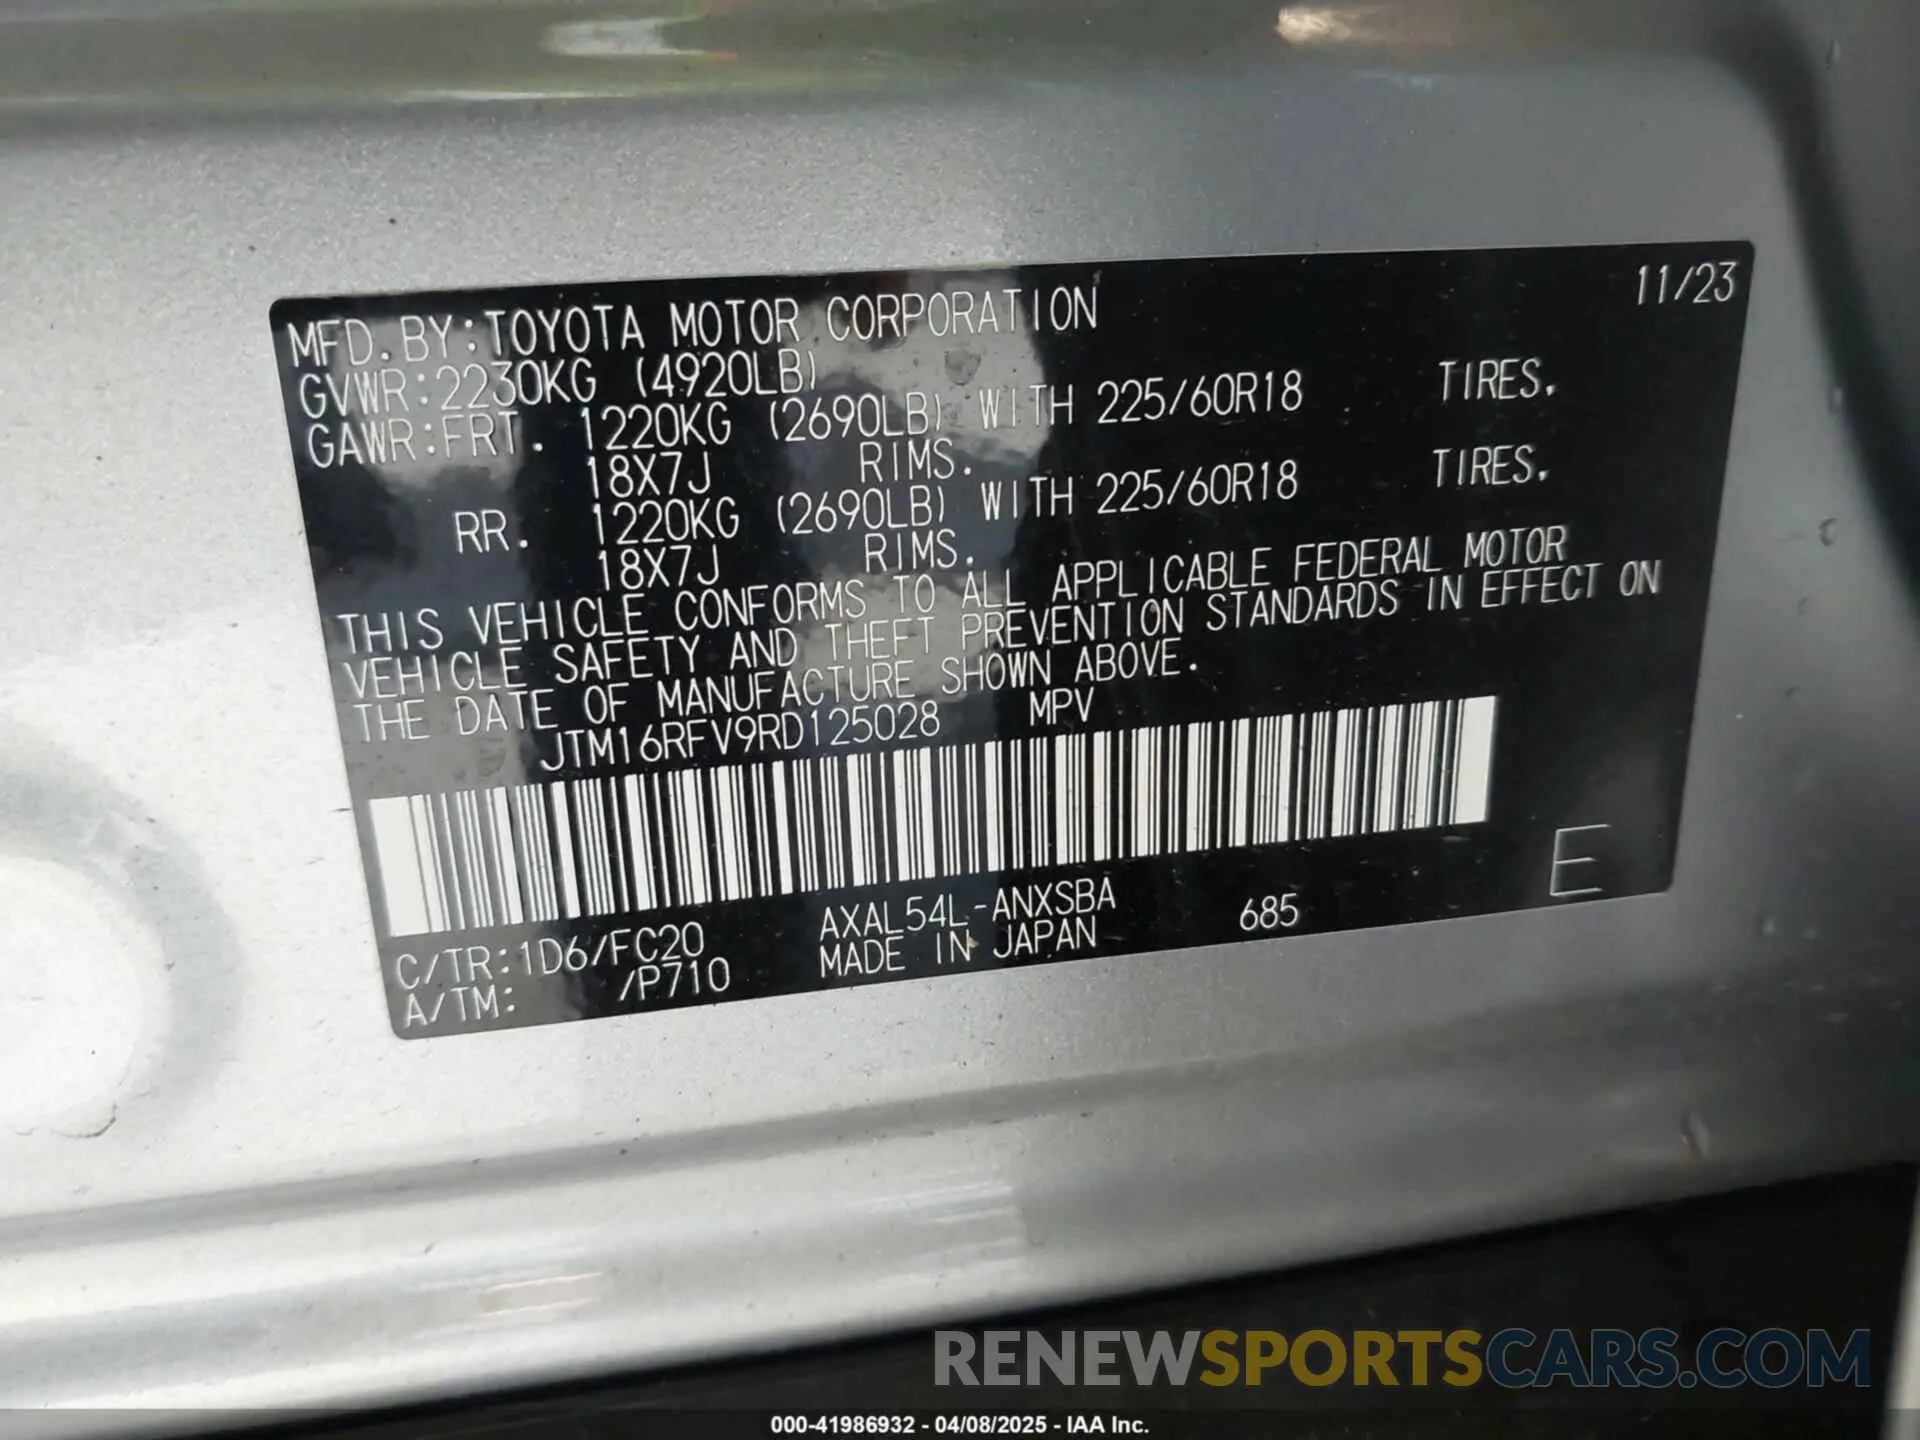 11/23
MFD. BY: TOYOTA MOTOR CORPORATION
GVWR: 2230KG (4920LB)
GAWR: FRT. 1220KG (2690LB) WITH 225/60R18 TIRES.
18X7J RIMS.
RR. 1220KG (2690LB) WITH 225/60R18 TIRES.
18X7J RIMS.
THIS VEHICLE CONFORMS TO ALL APPLICABLE FEDERAL MOTOR
VEHICLE SAFETY AND THEFT PREVENTION STANDARDS IN EFFECT ON
THE DATE OF MANUFACTURE SHOWN ABOVE.
JTM16RFV9RD125028 MPV
E
C/TR: 1D6/FC20 AXAL54L-ANXSBA 685
A/TM: /P710 MADE IN JAPAN
RENEWSPORTSCARS.COM
000-41986932 - 04/08/2025 - IAA Inc.